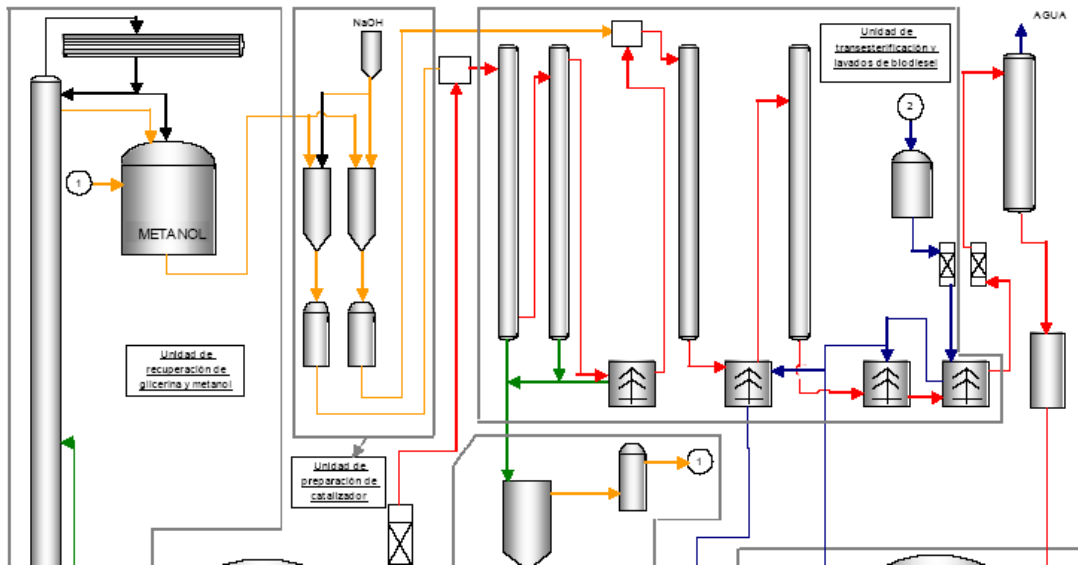 NaOH
AGUA
Unidad de
transesterificación y
lavados de biodiesel
2
1
METANOL
Unidad de
recuperación de
glicerina y metanol
Unidad de
preparación de
catalizador
1